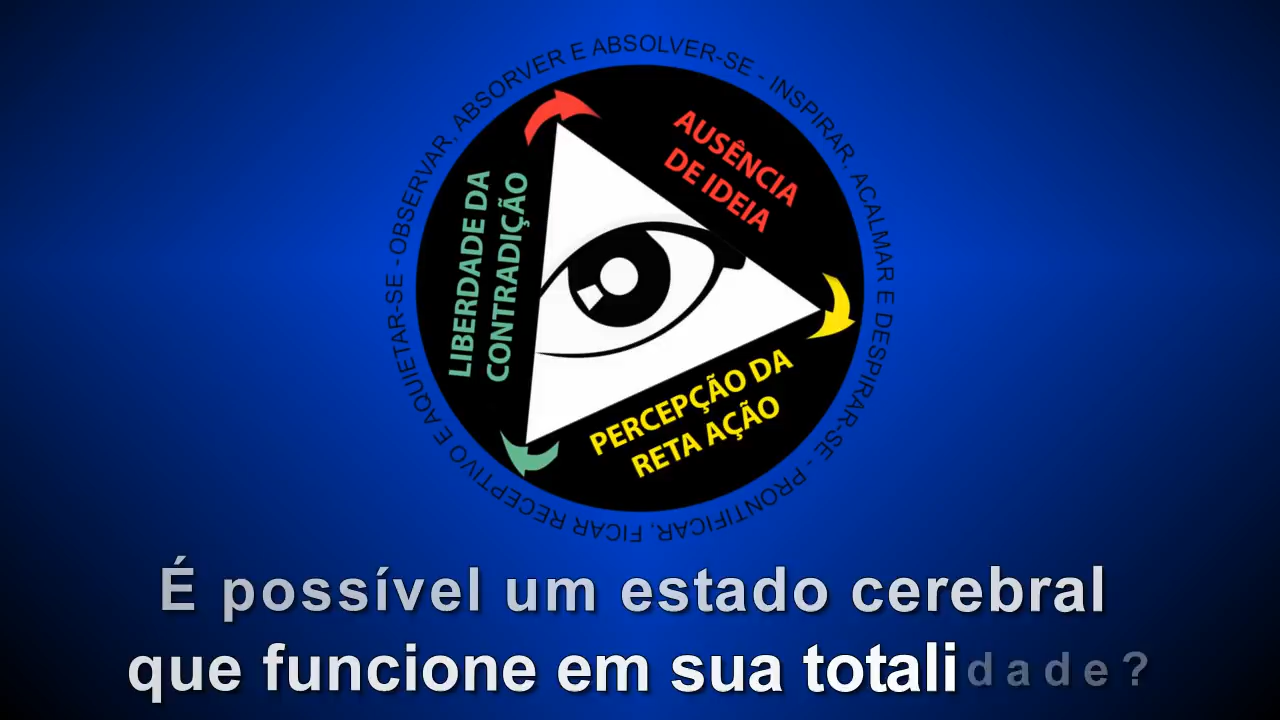 OBSERVAR, ABSORVER E ABSOLVER-SE - INSPIRAR, ACALMAR E DESPIRAR-SE - PRONTIFICAR, FICAR RECEPTIVO E AQUIETAR-SE -
AUSÊNCIA
DE IDEIA
LIBERDADE DA
CONTRADIÇÃO
PERCEPÇÃO DA
RETA AÇÃO
É possível um estado cerebral
que funcione em sua totalidade?